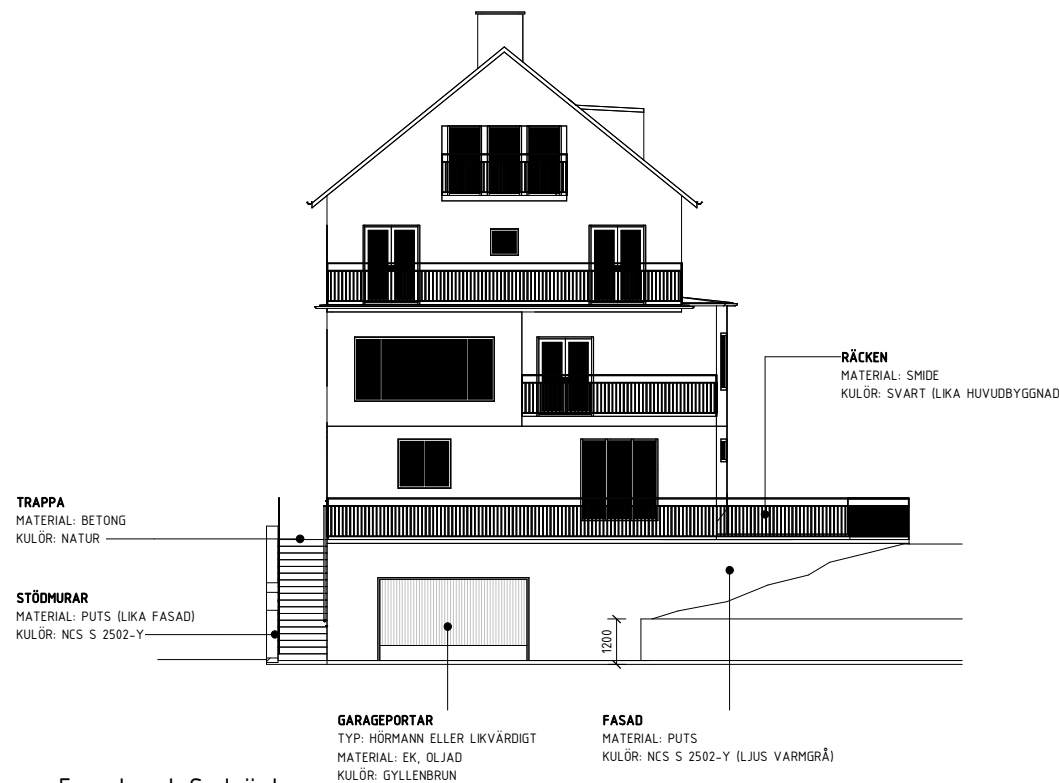 RÄCKEN
MATERIAL: SMIDE
KULÖR: SVART (LIKA HUVUDBYGGNAD
TRAPPA
MATERIAL: BETONG
KULÖR: NATUR
STÖDMURAR
MATERIAL: PUTS (LIKA FASAD)
KULÖR: NCS S 2502-Y
1200
GARAGEPORTAR
TYP: HÖRMANN ELLER LIKVÄRDIGT
MATERIAL: EK, OLJAD
KULÖR: GYLLENBRUN
FASAD
MATERIAL: PUTS
KULÖR: NCS S 2502-Y (LJUS VARMGRÅ)